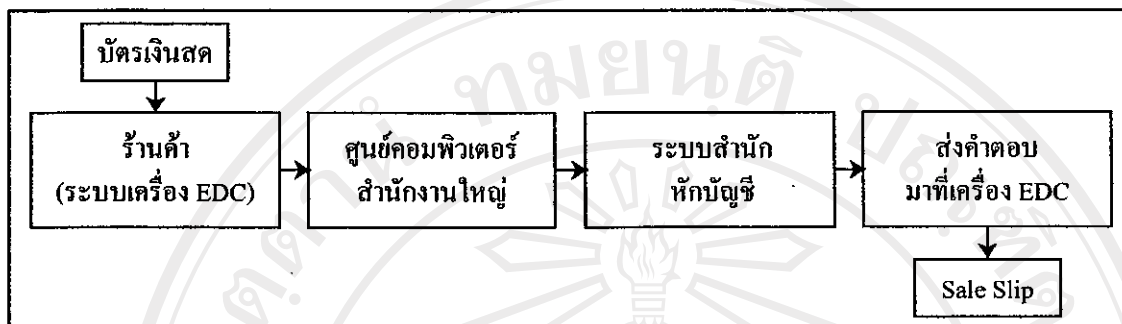 บัตรเงินสด
ร้านค้า
(ระบบเครื่อง EDC)
ศูนย์คอมพิวเตอร์
สำนักงานใหญ่
ระบบสำนัก
หักบัญชี
ส่งคำตอบ
มาที่เครื่อง EDC
Sale Slip